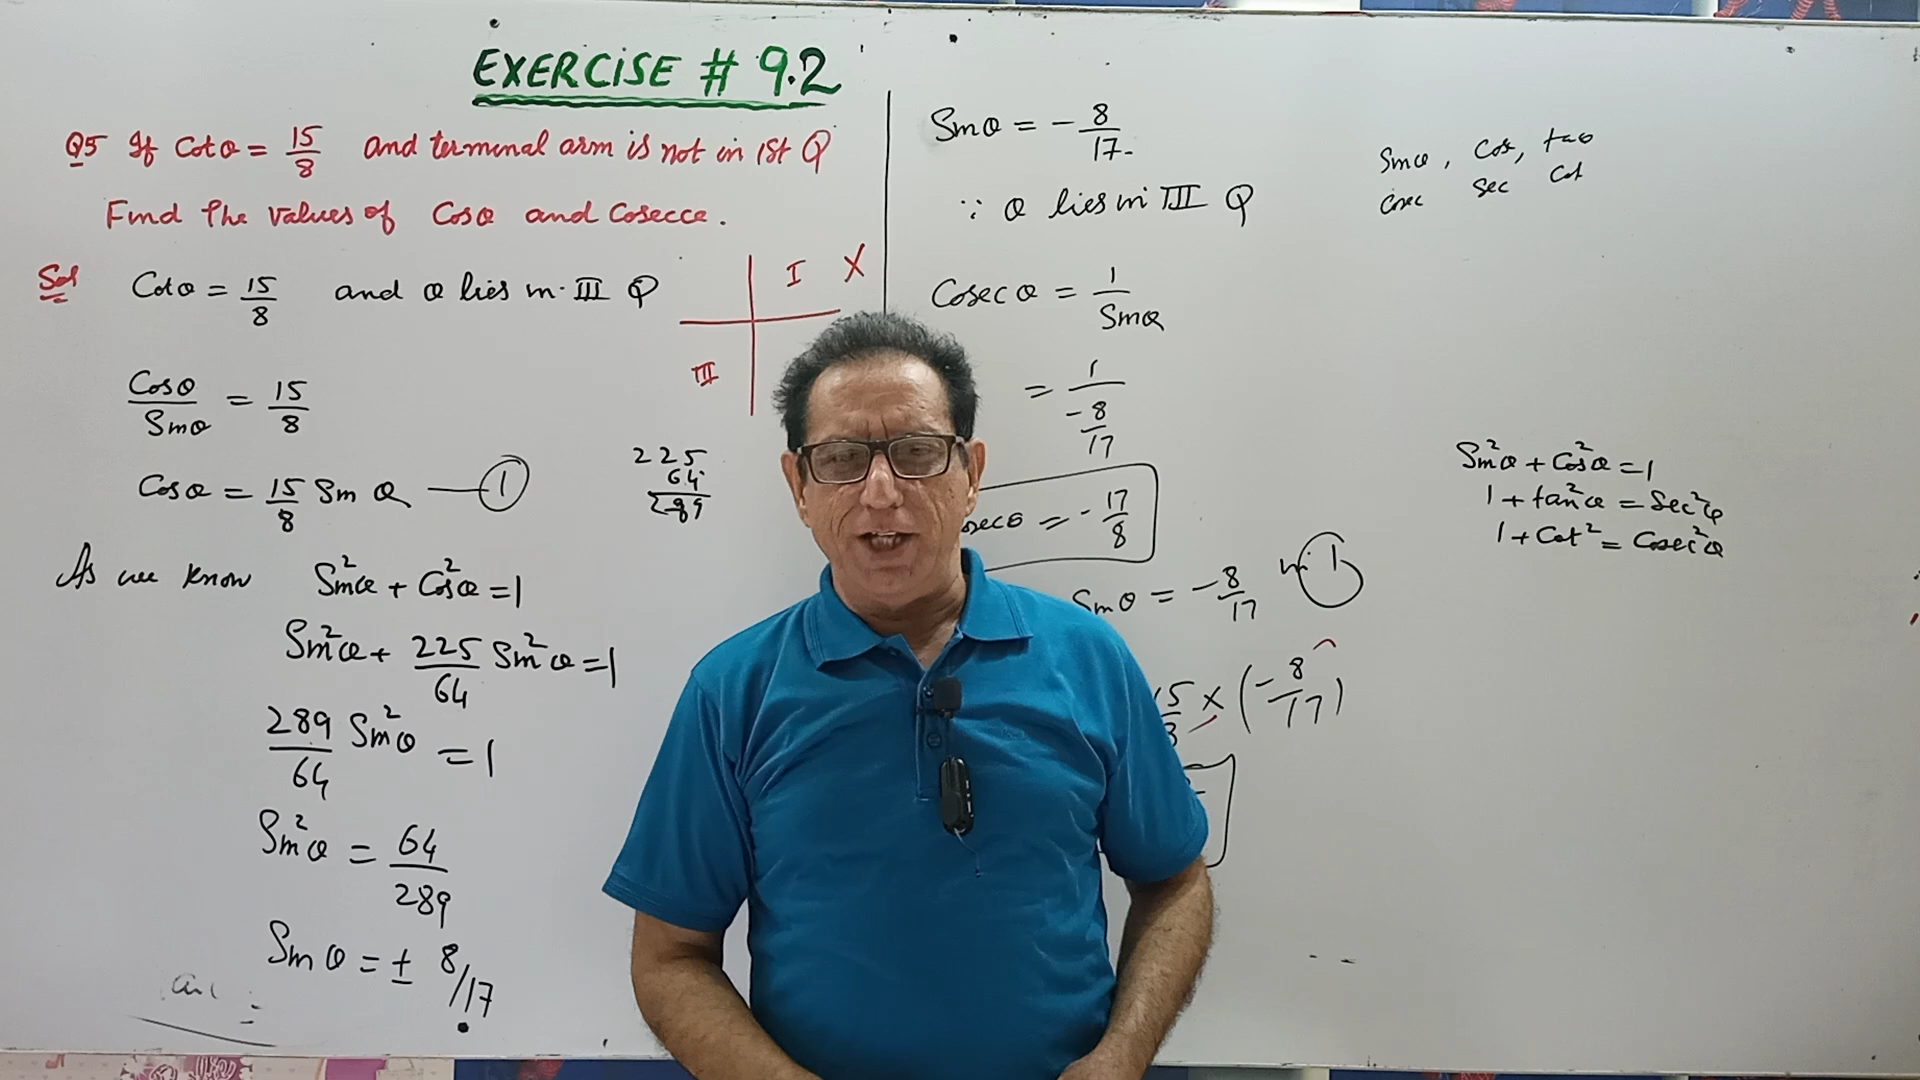 EXERCISE # 9.2
Q5 If Cotθ = 15/8 and terminal arm is not in 1st Q
Find the values of Cosθ and Cosecθ.
Sol Cotθ = 15/8 and θ lies in III Q
I X
III
Cosθ/Sinθ = 15/8
Cosθ = 15/8 Sin θ — 1
225
64
289
As we know Sin²θ + Cos²θ = 1
Sin²θ + 225/64 Sin²θ = 1
289/64 Sin²θ = 1
Sin²θ = 64/289
Sin θ = ± 8/17
Sinθ = - 8/17
∵ θ lies in III Q
Cosec θ = 1/Sinθ
= 1/(-8/17)
osecθ = - 17/8
Sinθ = - 8/17 in 1
× (-8/17)
Sinθ, Cos, tanθ
Cosec sec Cot
Sin²θ + Cos²θ = 1
1 + tan²θ = Sec²θ
1 + Cot² = Cosec²θ